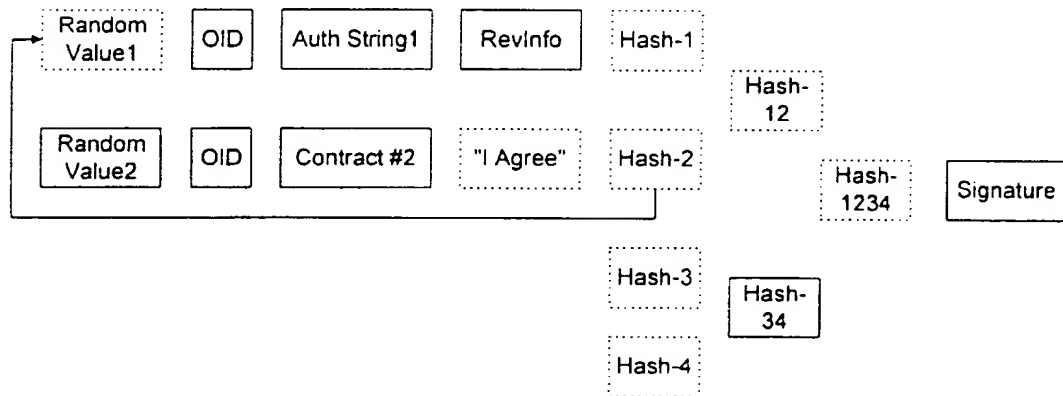 Random
Value1
OID
Auth String1
RevInfo
Hash-1
Hash-
12
Random
Value2
OID
Contract #2
"I Agree"
Hash-2
Hash-
1234
Signature
Hash-3
Hash-
34
Hash-4